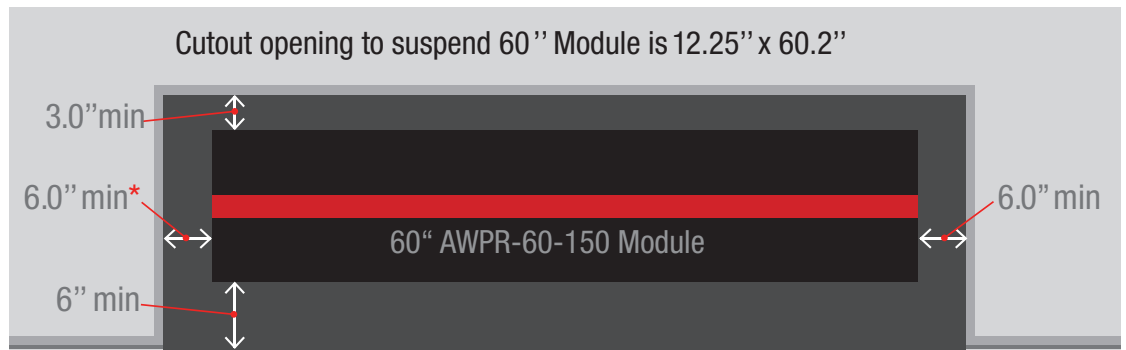 Cutout opening to suspend 60’’ Module is 12.25’’ x 60.2’’
3.0”min
6.0’’ min*
6.0” min
60“ AWPR-60-150 Module
6’’ min